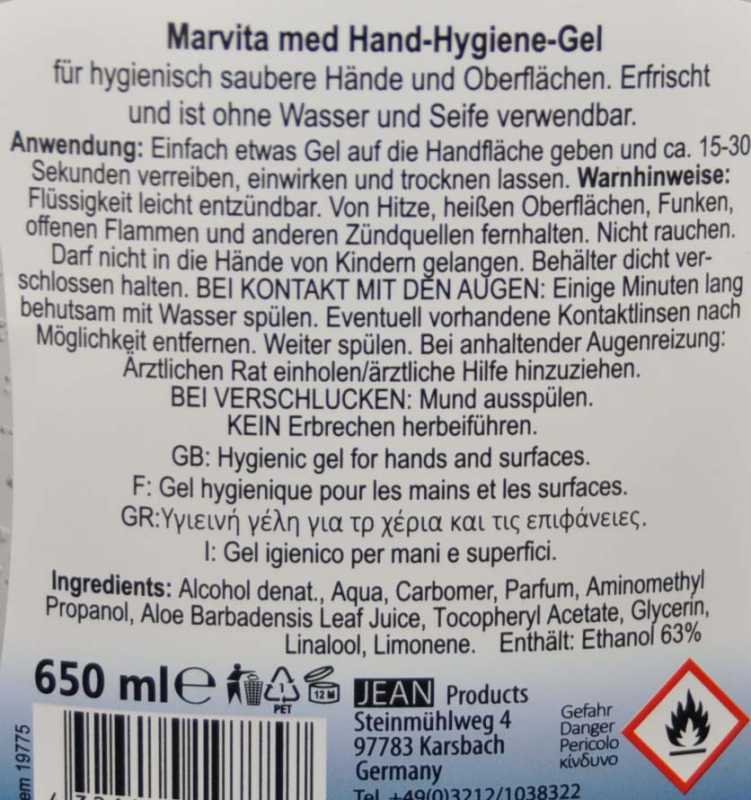 Marvita med Hand-Hygiene-Gel
für hygienisch saubere Hände und Oberflächen. Erfrischt
und ist ohne Wasser und Seife verwendbar.
Anwendung: Einfach etwas Gel auf die Handfläche geben und ca. 15-30
Sekunden verreiben, einwirken und trocknen lassen. Warnhinweise:
Flüssigkeit leicht entzündbar. Von Hitze, heißen Oberflächen, Funken,
offenen Flammen und anderen Zündquellen fernhalten. Nicht rauchen.
Darf nicht in die Hände von Kindern gelangen. Behälter dicht ver-
schlossen halten. BEI KONTAKT MIT DEN AUGEN: Einige Minuten lang
behutsam mit Wasser spülen. Eventuell vorhandene Kontaktlinsen nach
Möglichkeit entfernen. Weiter spülen. Bei anhaltender Augenreizung:
Ärztlichen Rat einholen/ärztliche Hilfe hinzuziehen.
BEI VERSCHLUCKEN: Mund ausspülen.
KEIN Erbrechen herbeiführen.
GB: Hygienic gel for hands and surfaces.
F: Gel hygienique pour les mains et les surfaces.
GR:Υγιεινή γέλη για τρ χέρια και τις επιφάνειες.
I: Gel igienico per mani e superfici.
Ingredients: Alcohol denat., Aqua, Carbomer, Parfum, Aminomethyl
Propanol, Aloe Barbadensis Leaf Juice, Tocopheryl Acetate, Glycerin,
Linalool, Limonene. Enthält: Ethanol 63%
650 ml e
1
PET
12 M
JEAN Products
Steinmühlweg 4
97783 Karsbach
Germany
Tel. +49(0)3212/1038322
Gefahr
Danger
Pericolo
κίνδυνο
19775